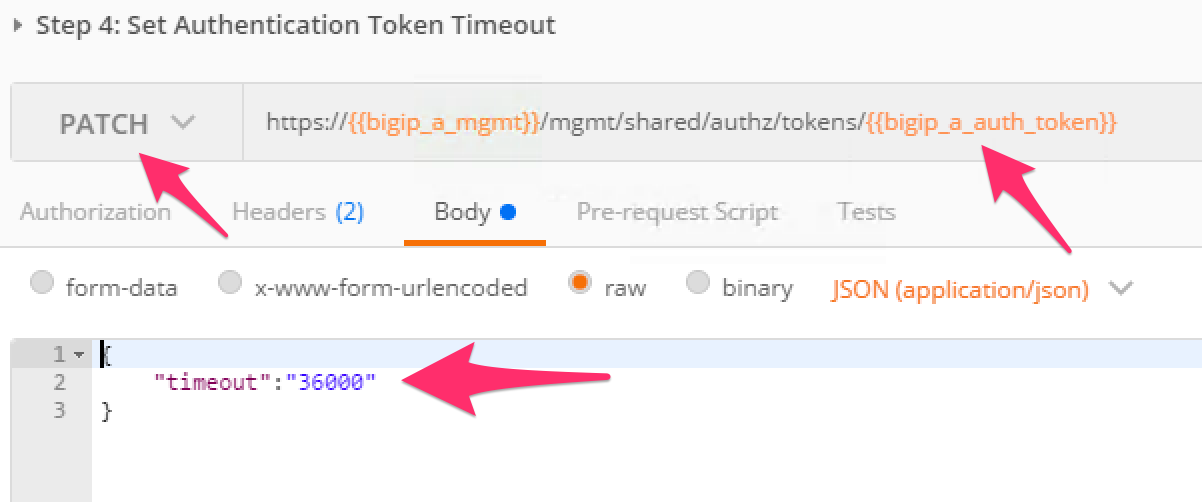 Step 4: Set Authentication Token Timeout
PATCH https://{{bigip_a_mgmt}}/mgmt/shared/authz/tokens/{{bigip_a_auth_token}}
Authorization Headers (2) Body Pre-request Script Tests
form-data x-www-form-urlencoded raw binary JSON (application/json)
1 {
2 "timeout":"36000"
3 }